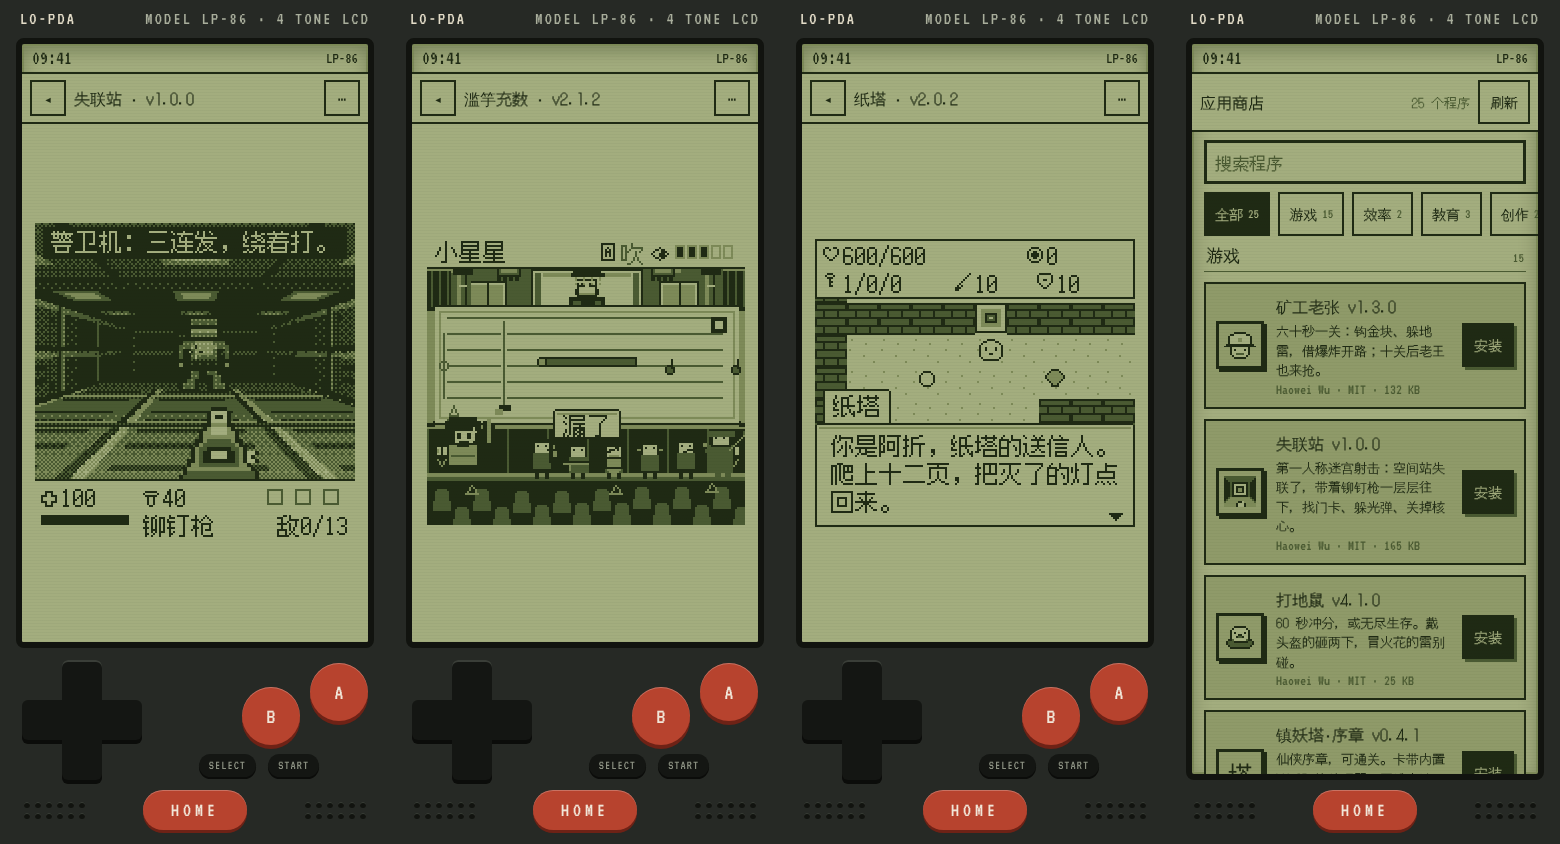 LO-PDA
MODEL LP-86 · 4 TONE LCD
09:41
LP-86
失联站 · v1.0.0
警卫机：三连发，绕着打。
100
40
铆钉枪
敌0/13
B
A
SELECT
START
HOME
LO-PDA
MODEL LP-86 · 4 TONE LCD
09:41
LP-86
滥竽充数 · v2.1.2
小星星
A 吹
漏了
B
A
SELECT
START
HOME
LO-PDA
MODEL LP-86 · 4 TONE LCD
09:41
LP-86
纸塔 · v2.0.2
600/600
0
1/0/0
10
10
纸塔
你是阿折，纸塔的送信人。
爬上十二页，把灭了的灯点
回来。
B
A
SELECT
START
HOME
LO-PDA
MODEL LP-86 · 4 TONE LCD
09:41
LP-86
应用商店
25 个程序
刷新
搜索程序
全部 25
游戏 15
效率 2
教育 3
创作
游戏
15
矿工老张 v1.3.0
六十秒一关：钩金块、躲地
雷，借爆炸开路；十关后老王
也来抢。
Haowei Wu · MIT · 132 KB
安装
失联站 v1.0.0
第一人称迷宫射击：空间站失
联了，带着铆钉枪一层层往
下，找门卡、躲光弹、关掉核
心。
Haowei Wu · MIT · 165 KB
安装
打地鼠 v4.1.0
60 秒冲分，或无尽生存。戴
头盔的砸两下，冒火花的雷别
碰。
Haowei Wu · MIT · 25 KB
安装
镇妖塔·序章 v0.4.1
仙侠序章，可通关。卡带内置
安装
HOME